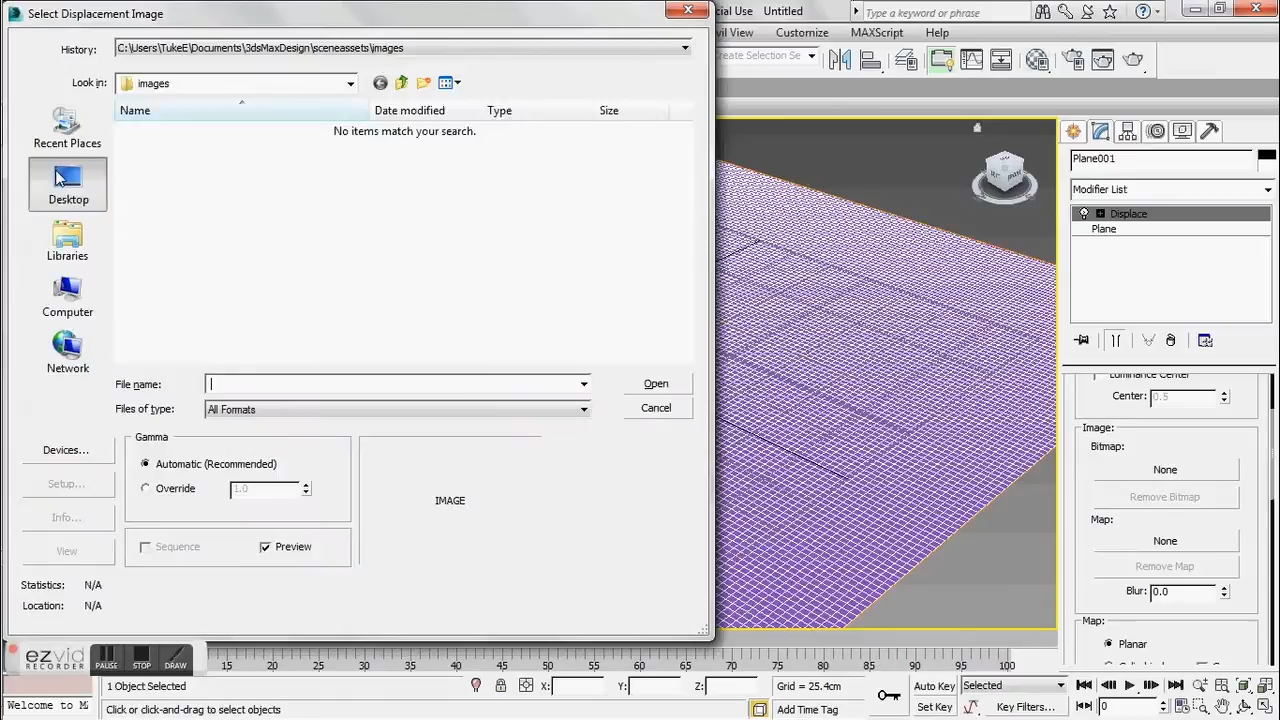 Select Displacement Image
cial Use Untitled
Type a keyword or phrase
History: C:\Users\TukeE\Documents\3dsMaxDesign\sceneassets\images
vil View Customize MAXScript Help
Look in: images
Create Selection Se
Name Date modified Type Size
No items match your search.
Recent Places
Desktop
Libraries
Computer
Network
File name: Open
Files of type: All Formats Cancel
Devices...
Setup...
Info...
View
Gamma
Automatic (Recommended)
Override 1.0
Sequence Preview
IMAGE
Statistics: N/A
Location: N/A
Plane001
Modifier List
Displace
Plane
Luminance Center
Center: 0.5
Image:
Bitmap:
None
Remove Bitmap
Map:
None
Remove Map
Blur: 0.0
Map:
Planar
ezvid
RECORDER
PAUSE STOP DRAW
15 20 25 30 35 40 45 50 55 60 65 70 75 80 85 90 95 100
1 Object Selected X: Y: Z: Grid = 25.4cm Auto Key Selected
Welcome to M Click or click-and-drag to select objects Add Time Tag Set Key Key Filters... 0